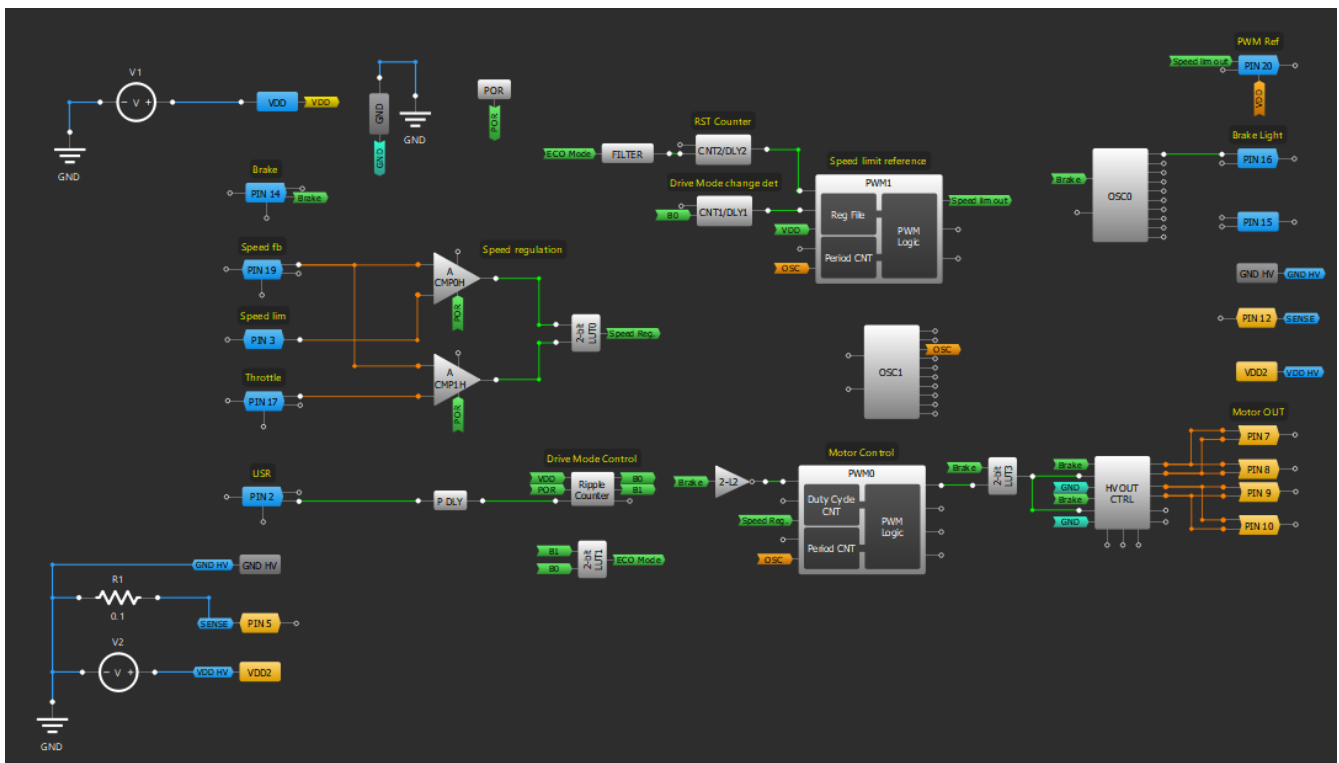 V1
− V +
VDD
VDD
GND
GND
GND
GND
POR
POR
Brake
PIN 14
Brake
Speed fb
PIN 19
Speed lim
PIN 3
Throttle
PIN 17
A
CMP0H
POR
A
CMP1H
POR
Speed regulation
2-bit
LUT0
Speed Reg.
USR
PIN 2
P DLY
Drive Mode Control
VDD
POR
Ripple
Counter
B0
B1
B1
B0
2-bit
LUT1
ECO Mode
GND HV
GND HV
R1
0.1
SENSE
PIN 5
V2
− V +
VDD HV
VDD2
GND
RST Counter
ECO Mode
FILTER
CNT2/DLY2
Drive Mode change det
B0
CNT1/DLY1
VDD
OSC
Speed limit reference
PWM1
Reg File
Period CNT
PWM
Logic
Speed lim out
OSC1
OSC
Motor Control
Brake
2-L2
Speed Reg.
OSC
PWM0
Duty Cycle
CNT
Period CNT
PWM
Logic
Brake
2-bit
LUT3
Brake
GND
Brake
GND
HV OUT
CTRL
PWM Ref
Speed lim out
PIN 20
VDD
Brake Light
Brake
OSC0
PIN 16
PIN 15
GND HV
GND HV
PIN 12
SENSE
VDD2
VDD HV
Motor OUT
PIN 7
PIN 8
PIN 9
PIN 10